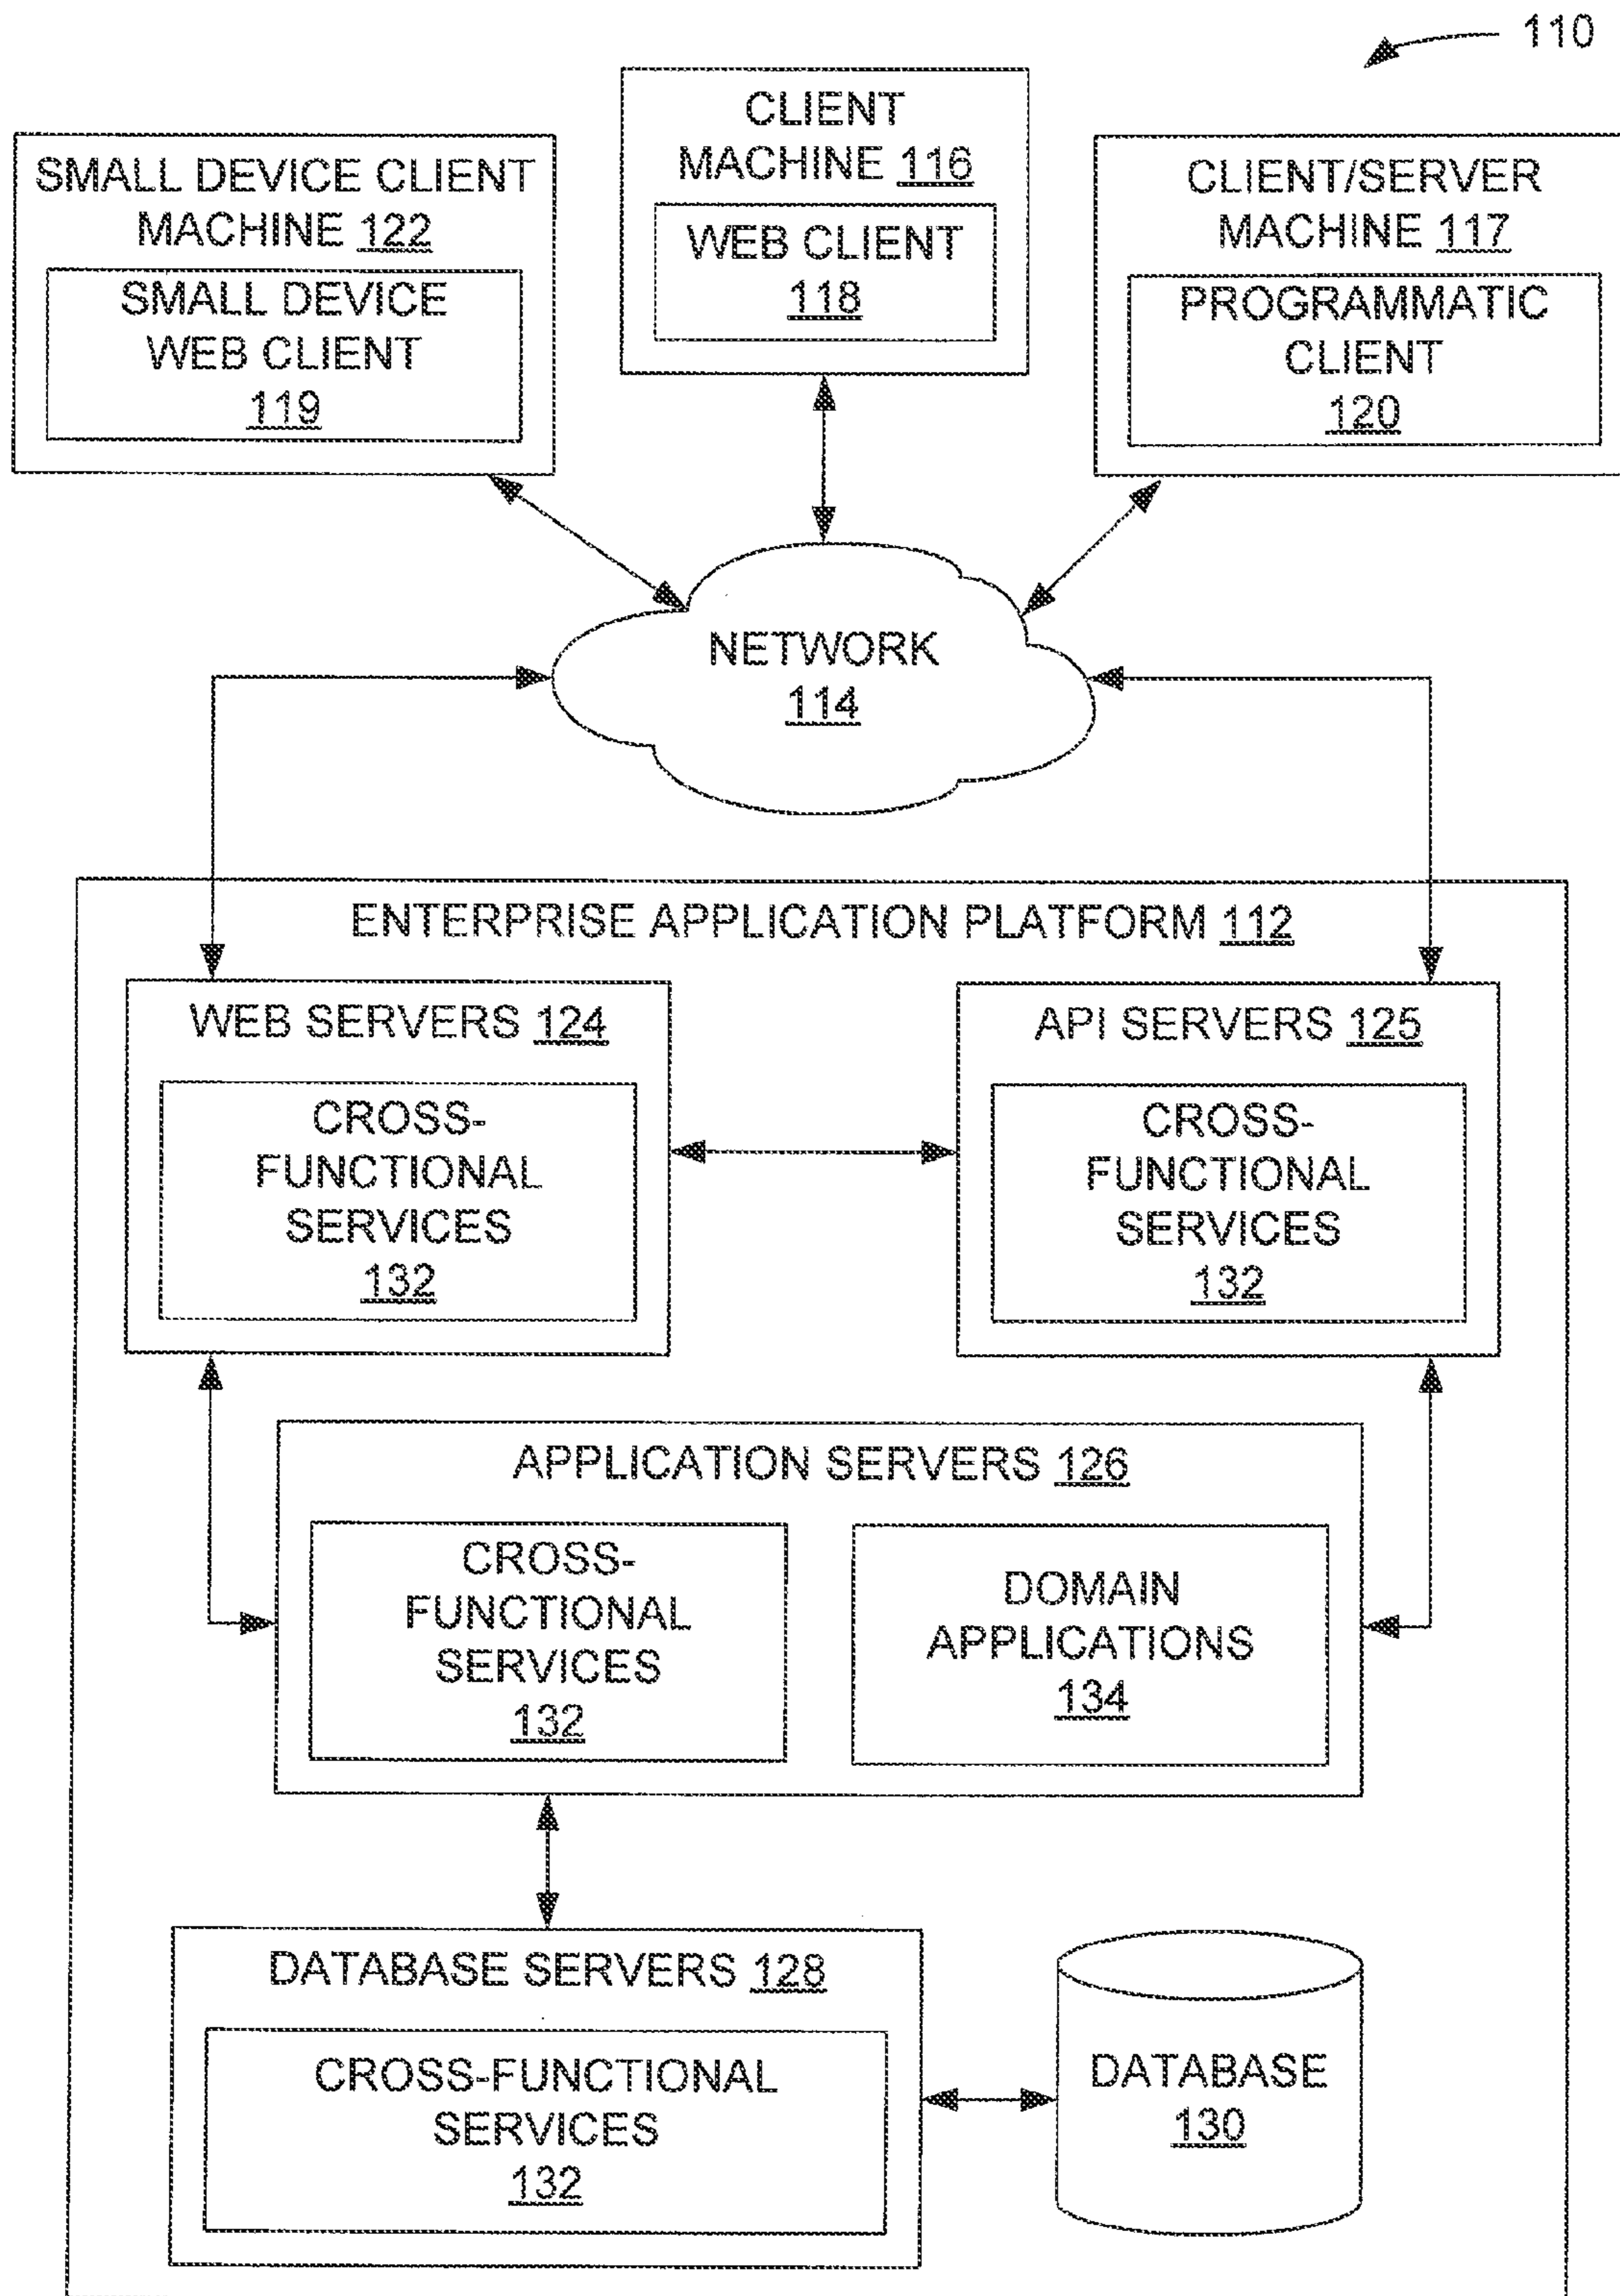 110
CLIENT
MACHINE 116
WEB CLIENT
118
SMALL DEVICE CLIENT
MACHINE 122
SMALL DEVICE
WEB CLIENT
119
CLIENT/SERVER
MACHINE 117
PROGRAMMATIC
CLIENT
120
NETWORK
114
ENTERPRISE APPLICATION PLATFORM 112
WEB SERVERS 124
CROSS-
FUNCTIONAL
SERVICES
132
API SERVERS 125
CROSS-
FUNCTIONAL
SERVICES
132
APPLICATION SERVERS 126
CROSS-
FUNCTIONAL
SERVICES
132
DOMAIN
APPLICATIONS
134
DATABASE SERVERS 128
CROSS-FUNCTIONAL
SERVICES
132
DATABASE
130